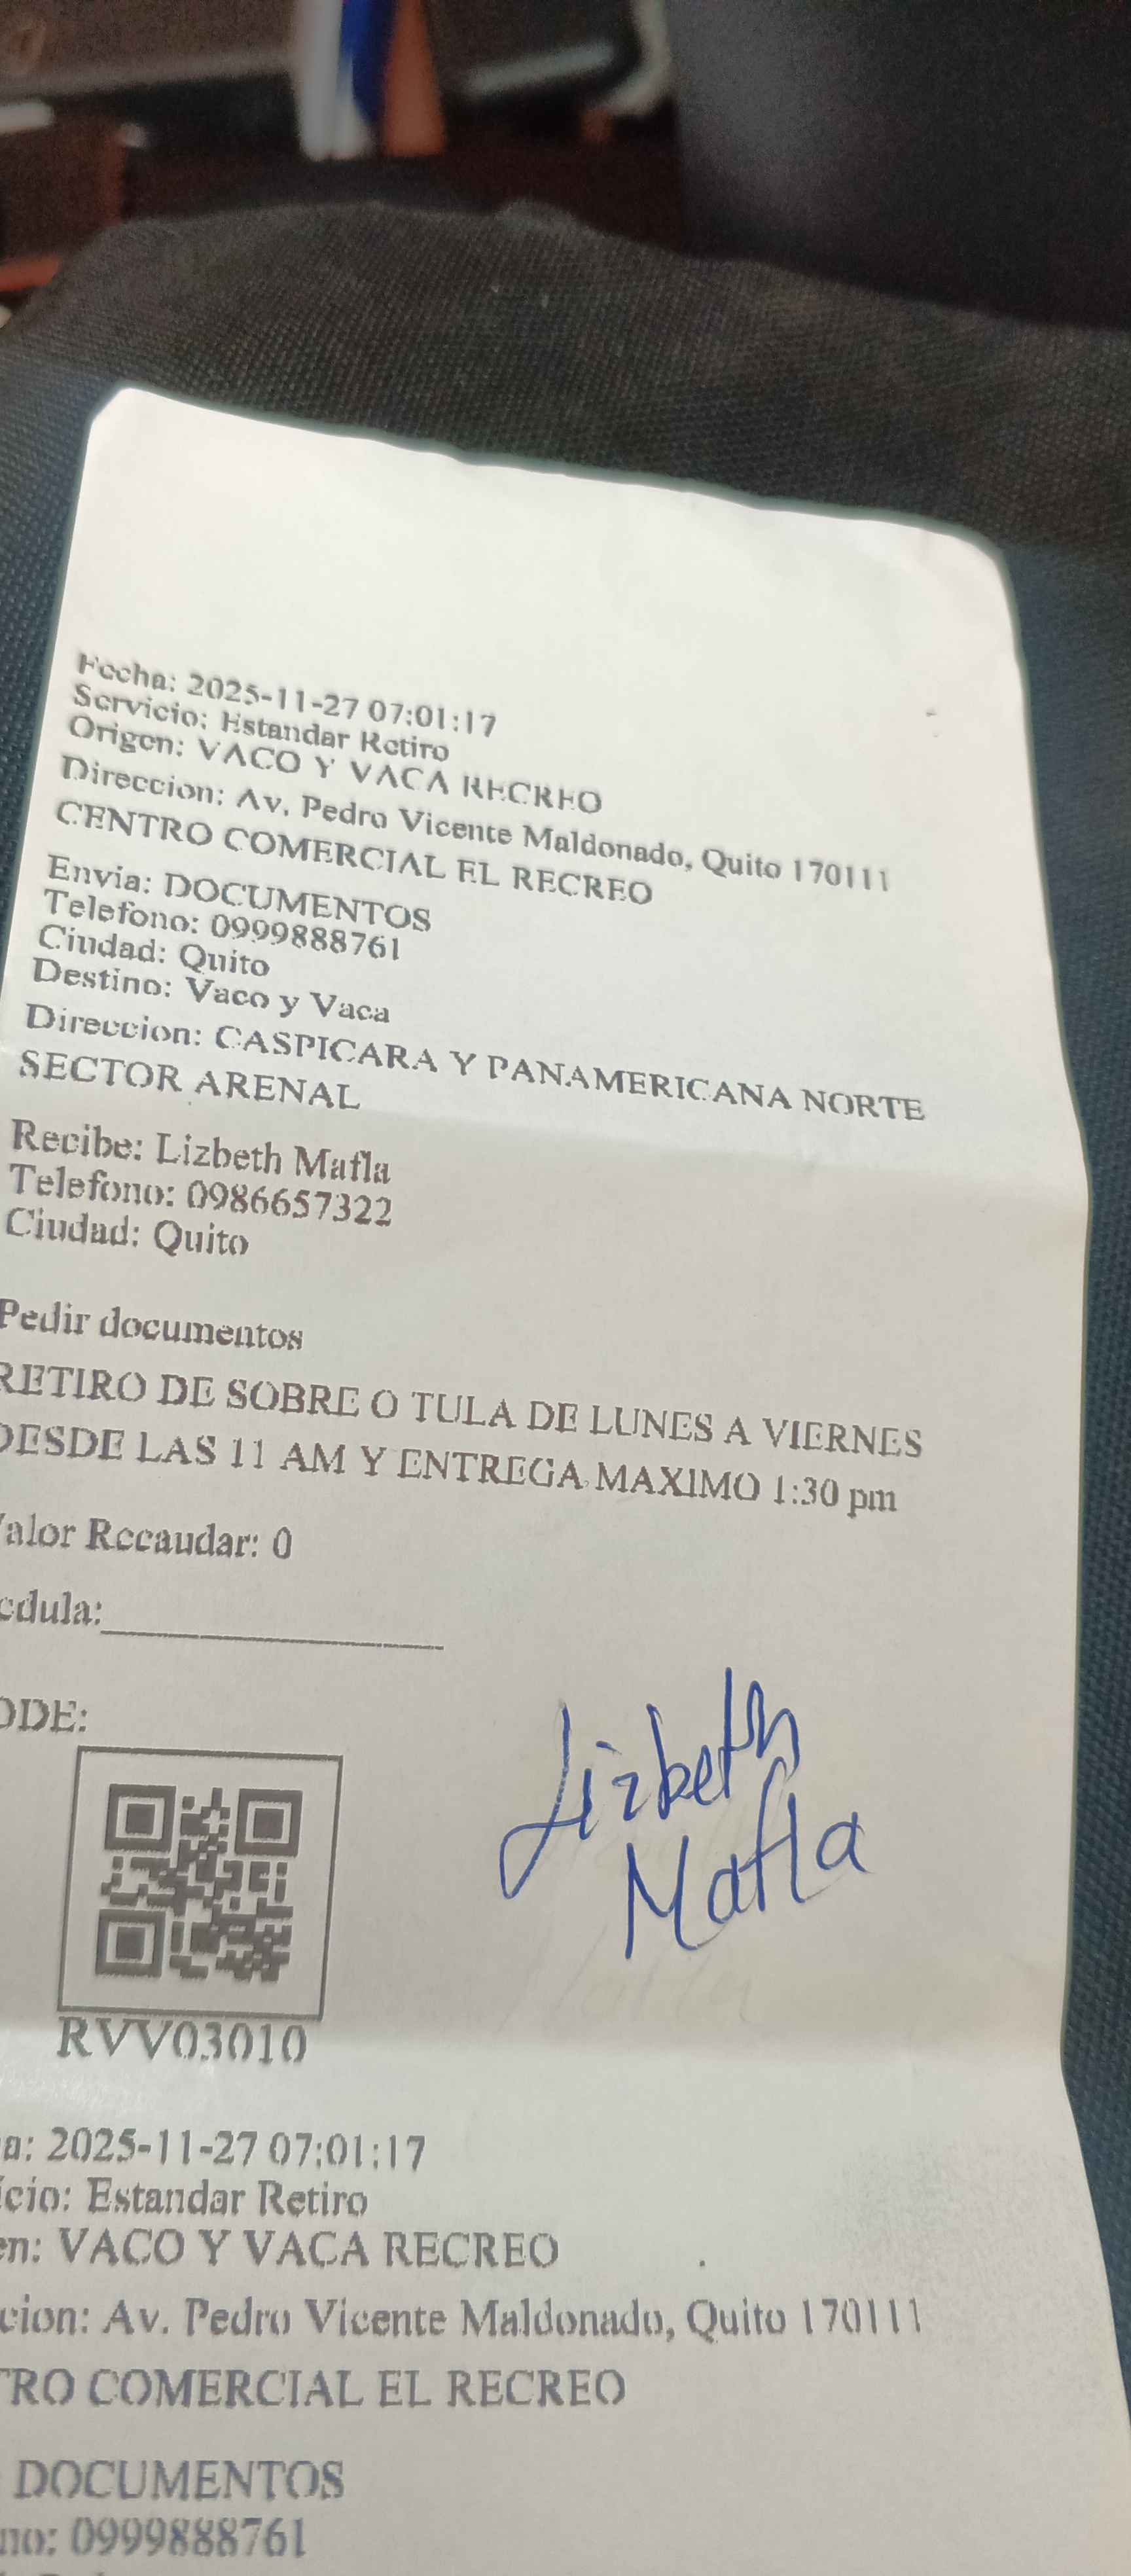 Fecha: 2025-11-27 07:01:17
Servicio: Estandar Retiro
Origen: VACO Y VACA RECREO
Direccion: Av. Pedro Vicente Maldonado, Quito 170111
CENTRO COMERCIAL EL RECREO
Envia: DOCUMENTOS
Telefono: 0999888761
Ciudad: Quito
Destino: Vaco y Vaca
Direccion: CASPICARA Y PANAMERICANA NORTE
SECTOR ARENAL
Recibe: Lizbeth Mafla
Telefono: 0986657322
Ciudad: Quito
Pedir documentos
RETIRO DE SOBRE O TULA DE LUNES A VIERNES
DESDE LAS 11 AM Y ENTREGA MAXIMO 1:30 pm
Valor Recaudar: 0
edula:
ODE:
Lizbeth
Mafla
RVV03010
a: 2025-11-27 07:01:17
icio: Estandar Retiro
en: VACO Y VACA RECREO
cion: Av. Pedro Vicente Maldonado, Quito 170111
TRO COMERCIAL EL RECREO
DOCUMENTOS
no: 0999888761